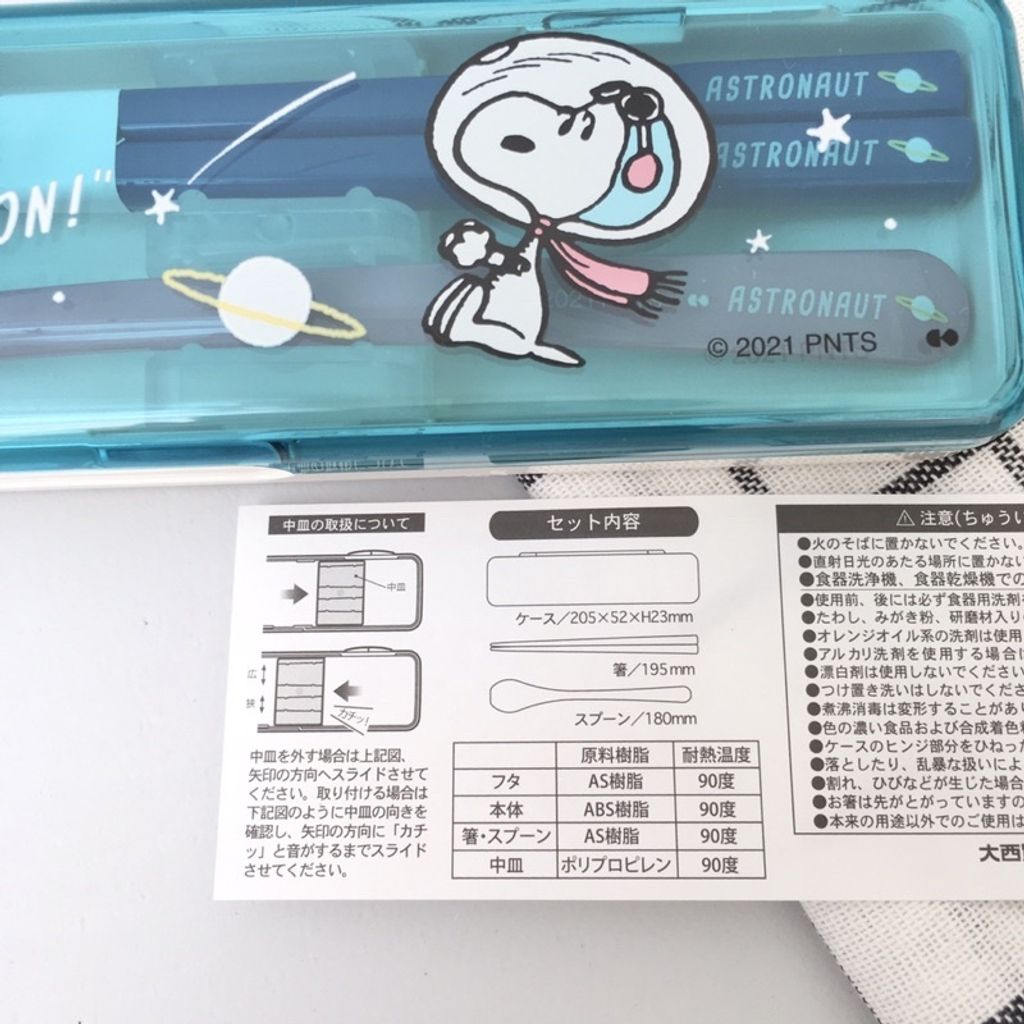 ASTRONAUT
ASTRONAUT
ON!"
ASTRONAUT
© 2021 PNTS
中皿の取扱について
中皿
広
狭
カチッ!
中皿を外す場合は上記図、
矢印の方向へスライドさせて
ください。取り付ける場合は
下記図のように中皿の向きを
確認し、矢印の方向に「カチ
ッ」と音がするまでスライド
させてください。
セット内容
ケース/205×52×H23mm
箸/195mm
スプーン/180mm
原料樹脂 耐熱温度
フタ AS樹脂 90度
本体 ABS樹脂 90度
箸・スプーン AS樹脂 90度
中皿 ポリプロピレン 90度
⚠ 注意(ちゅうい
●火のそばに置かないでください。
●直射日光のあたる場所に置かない
●食器洗浄機、食器乾燥機での
●使用前、後には必ず食器用洗剤
●たわし、みがき粉、研磨材入り
●オレンジオイル系の洗剤は使用
●アルカリ洗剤を使用する場合
●漂白剤は使用しないでください
●つけ置き洗いはしないでくださ
●煮沸消毒は変形することがあ
●色の濃い食品および合成着色
●ケースのヒンジ部分をひねっ
●落としたり、乱暴な扱いによ
●割れ、ひびなどが生じた場合
●お箸は先がとがっていますの
●本来の用途以外でのご使用は
大西